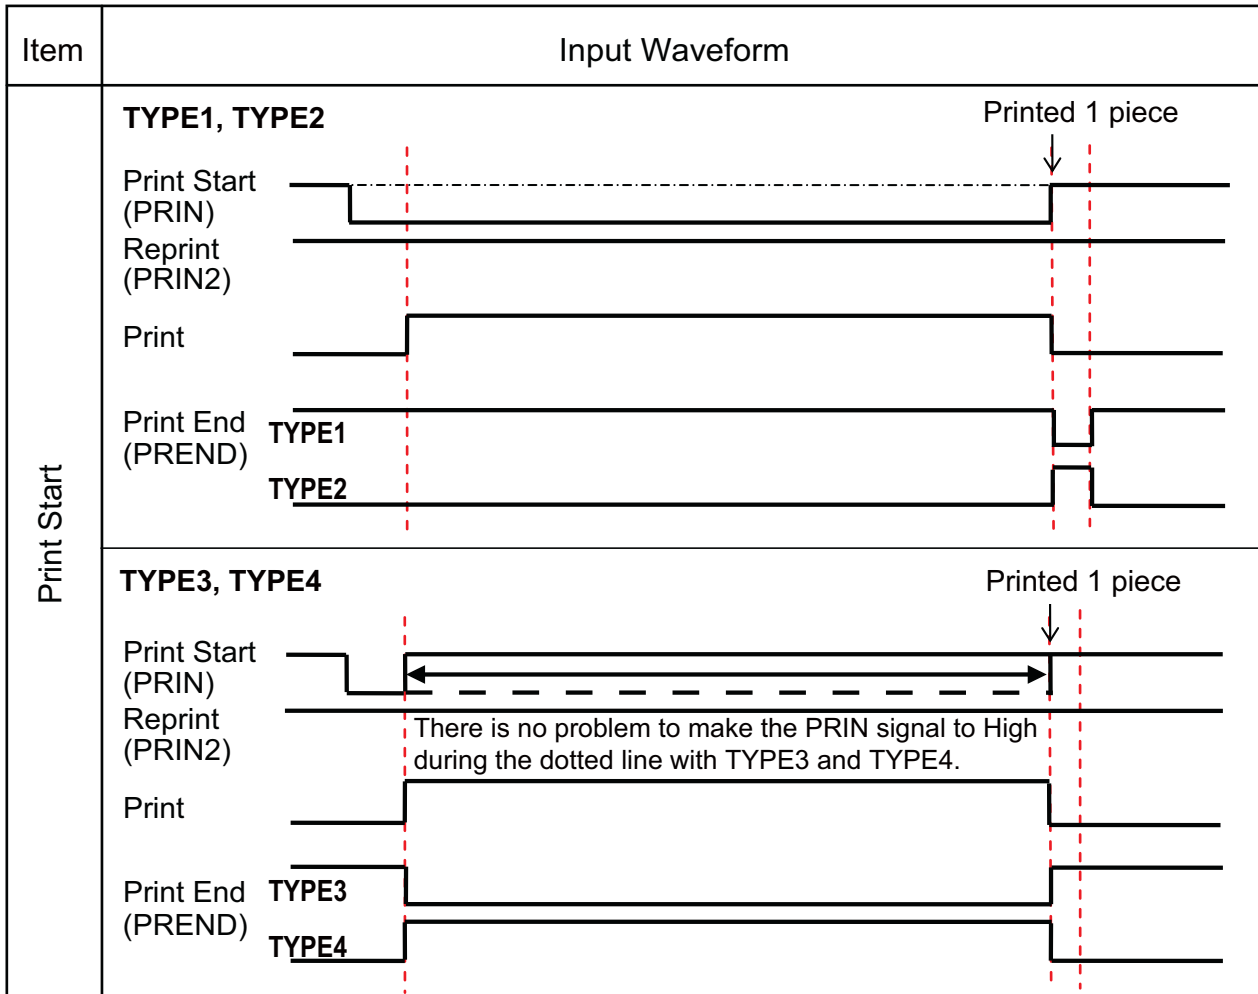 Item
Input Waveform
Print Start
TYPE1, TYPE2
Printed 1 piece
Print Start
(PRIN)
Reprint
(PRIN2)
Print
Print End
(PREND)
TYPE1
TYPE2
TYPE3, TYPE4
Printed 1 piece
Print Start
(PRIN)
Reprint
(PRIN2)
There is no problem to make the PRIN signal to High
during the dotted line with TYPE3 and TYPE4.
Print
Print End
(PREND)
TYPE3
TYPE4